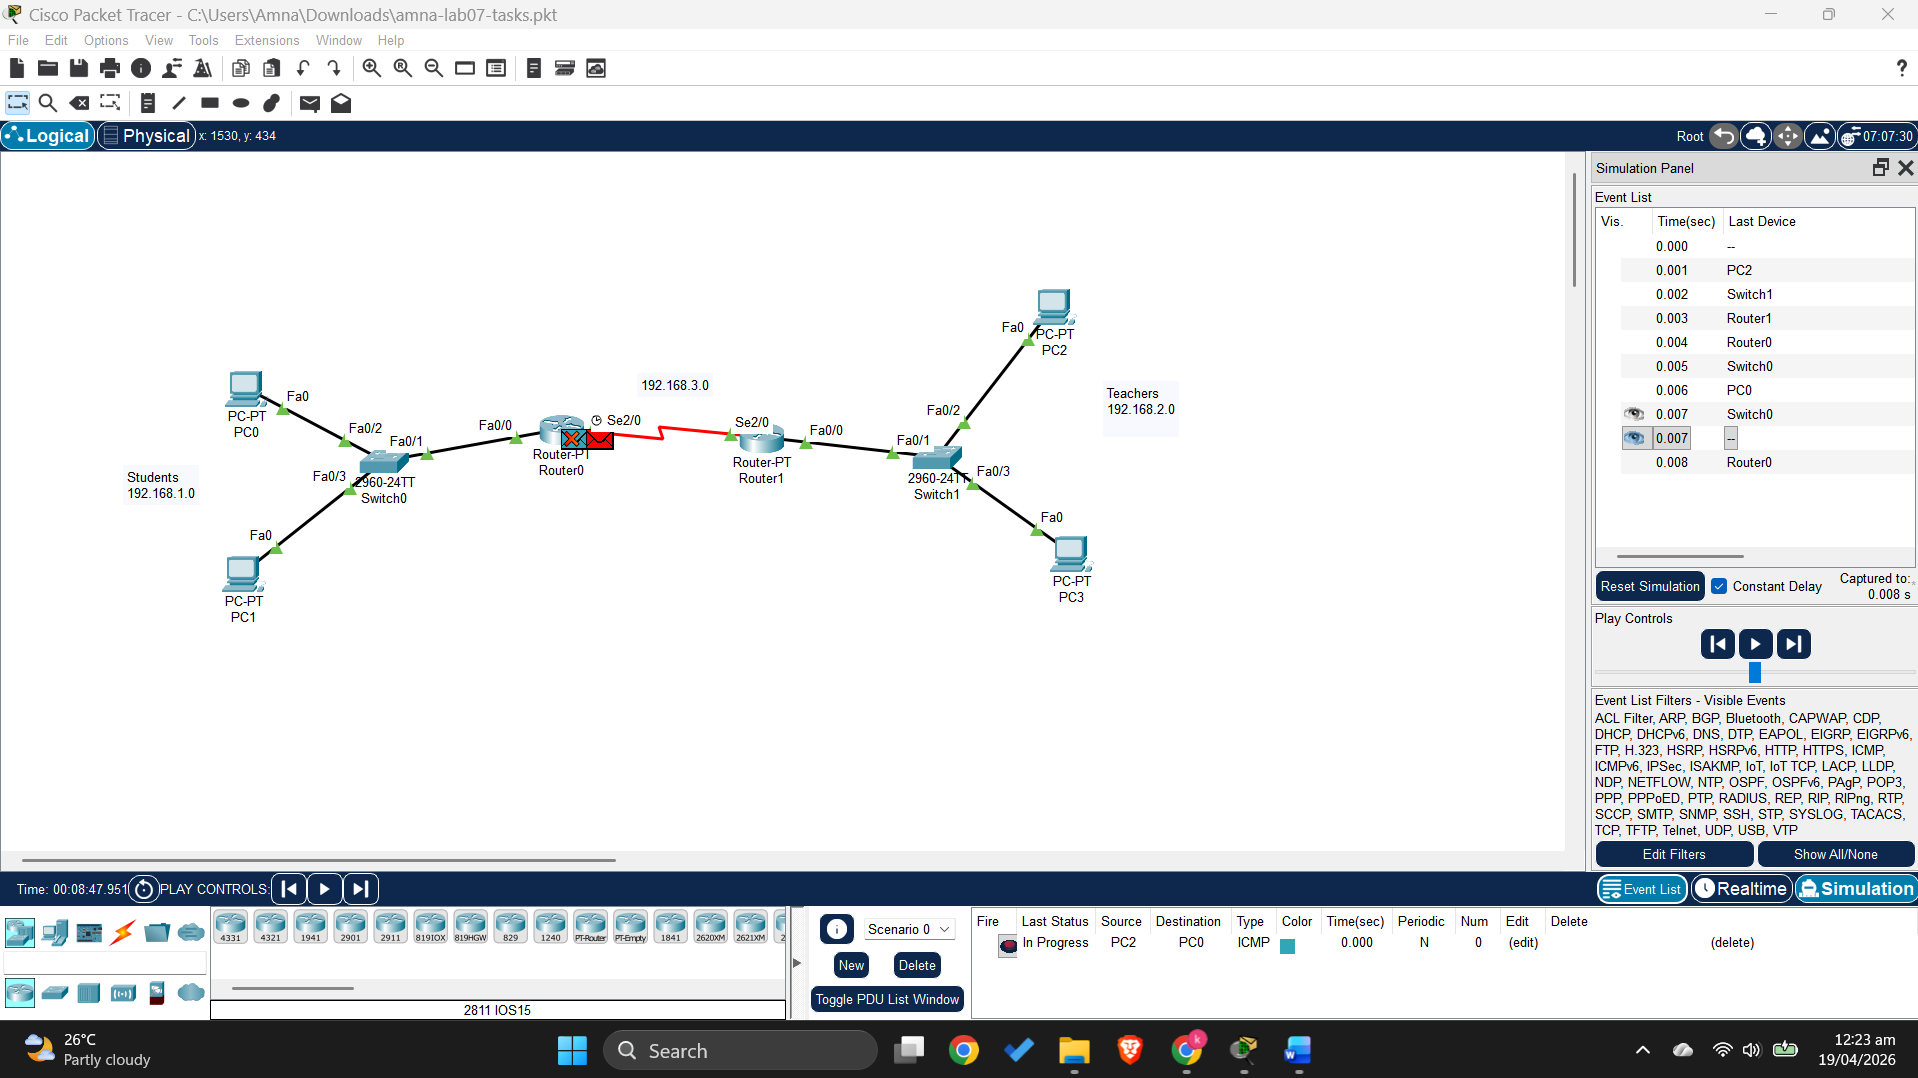 Cisco Packet Tracer - C:\Users\Amna\Downloads\amna-lab07-tasks.pkt
File Edit Options View Tools Extensions Window Help
?
Logical Physical x: 1530, y: 434 Root 07:07:30
Simulation Panel
Event List
Vis. Time(sec) Last Device
0.000 --
0.001 PC2
0.002 Switch1
0.003 Router1
0.004 Router0
0.005 Switch0
0.006 PC0
0.007 Switch0
0.007 --
0.008 Router0
Reset Simulation Constant Delay Captured to:
0.008 s
Play Controls
Event List Filters - Visible Events
ACL Filter, ARP, BGP, Bluetooth, CAPWAP, CDP,
DHCP, DHCPv6, DNS, DTP, EAPOL, EIGRP, EIGRPv6,
FTP, H.323, HSRP, HSRPv6, HTTP, HTTPS, ICMP,
ICMPv6, IPSec, ISAKMP, IoT, IoT TCP, LACP, LLDP,
NDP, NETFLOW, NTP, OSPF, OSPFv6, PAgP, POP3,
PPP, PPPoED, PTP, RADIUS, REP, RIP, RIPng, RTP,
SCCP, SMTP, SNMP, SSH, STP, SYSLOG, TACACS,
TCP, TFTP, Telnet, UDP, USB, VTP
Edit Filters Show All/None
Fa0
PC-PT
PC2
Fa0/2
Teachers
192.168.2.0
192.168.3.0
Fa0
PC-PT
PC0
Fa0/2
Fa0/1
Fa0/0
Se2/0
Se2/0
Fa0/0
Fa0/1
Router-PT
Router0
Router-PT
Router1
Students
192.168.1.0
Fa0/3
2960-24TT
Switch0
2960-24TT
Switch1
Fa0/3
Fa0
PC-PT
PC1
Fa0
PC-PT
PC3
Time: 00:08:47.951 PLAY CONTROLS: Event List Realtime Simulation
4331 4321 1941 2901 2911 819IOX 819HGW 829 1240 PT-Router PT-Empty 1841 2620XM 2621XM 2
2811 IOS15
Scenario 0
New Delete
Toggle PDU List Window
Fire Last Status Source Destination Type Color Time(sec) Periodic Num Edit Delete
In Progress PC2 PC0 ICMP 0.000 N 0 (edit) (delete)
26°C
Partly cloudy
Search
k
W
12:23 am
19/04/2026